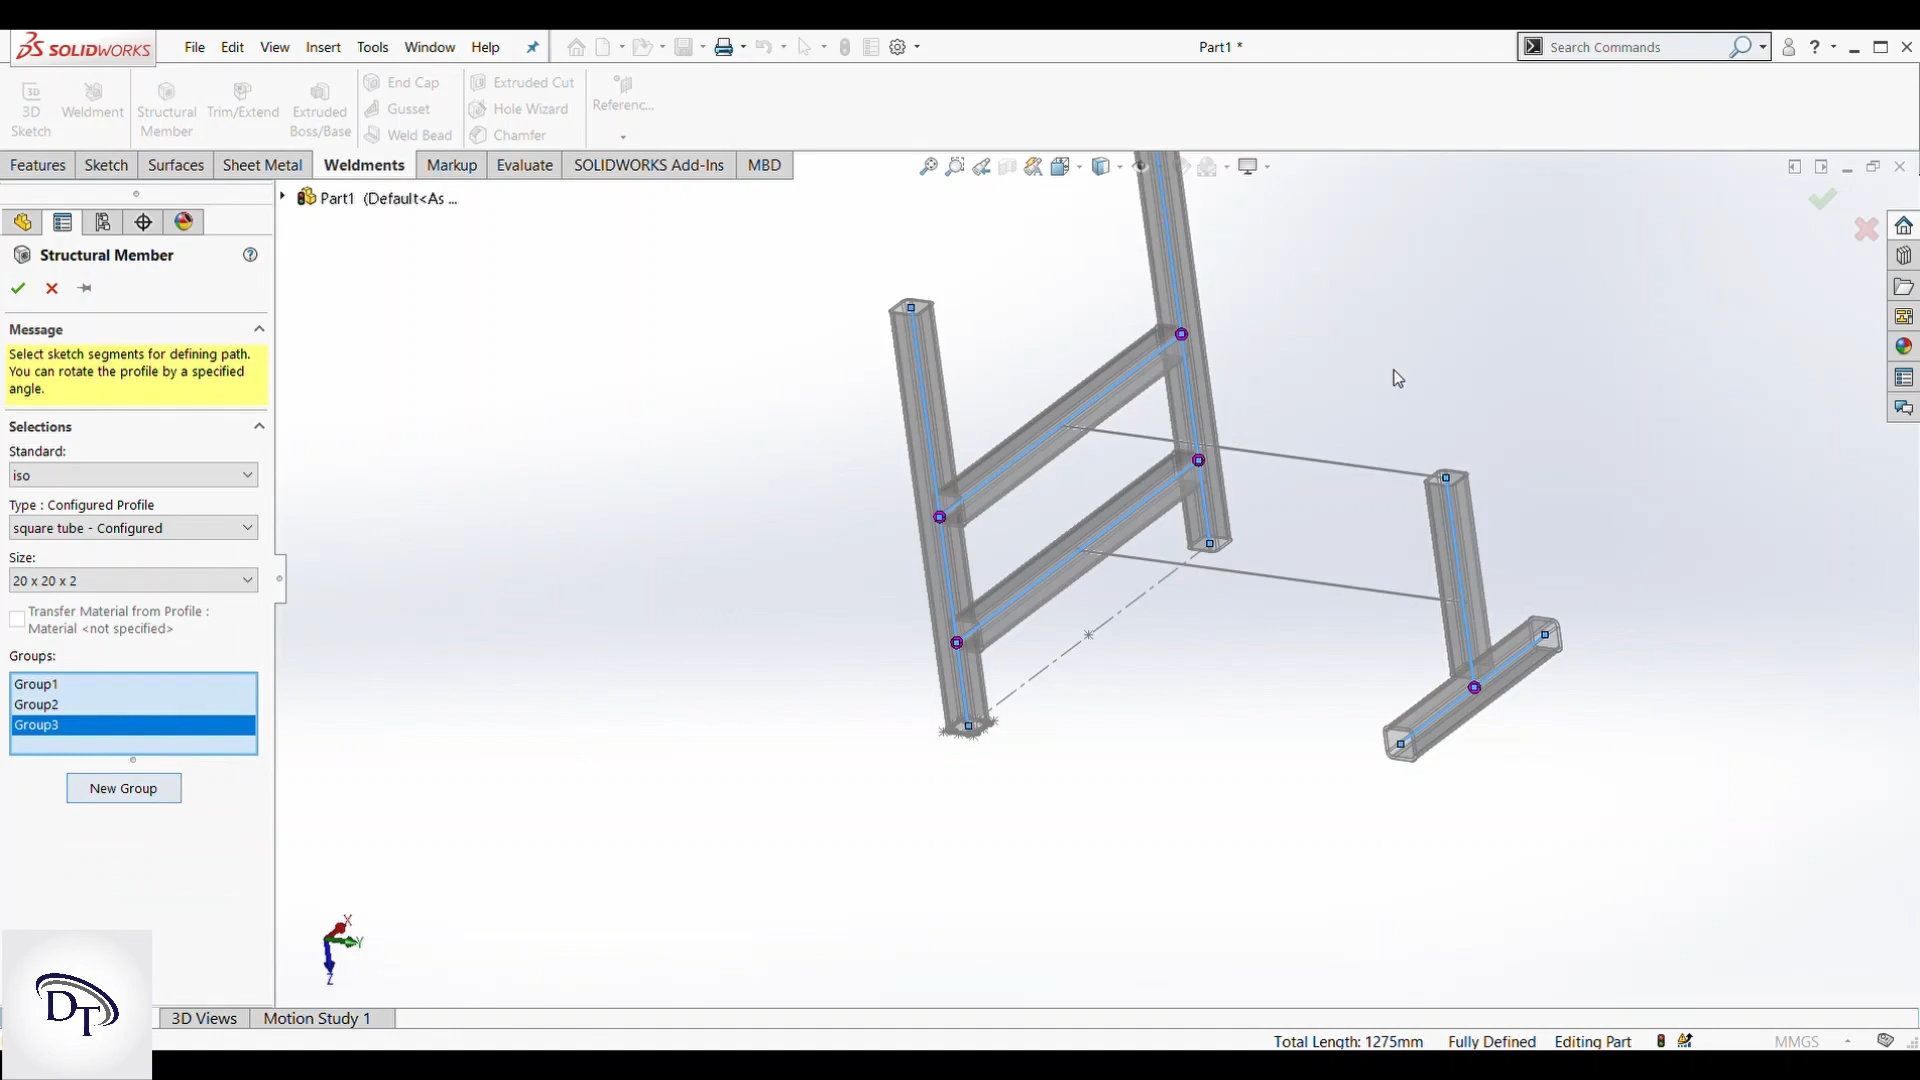 SOLIDWORKS File Edit View Insert Tools Window Help Part1 * Search Commands ?
3D Sketch
Weldment
Structural Member
Trim/Extend
Extruded Boss/Base
End Cap
Gusset
Weld Bead
Extruded Cut
Hole Wizard
Chamfer
Referenc...
Features Sketch Surfaces Sheet Metal Weldments Markup Evaluate SOLIDWORKS Add-Ins MBD
Part1 (Default<As ...
Structural Member
Message
Select sketch segments for defining path.
You can rotate the profile by a specified
angle.
Selections
Standard:
iso
Type : Configured Profile
square tube - Configured
Size:
20 x 20 x 2
Transfer Material from Profile :
Material <not specified>
Groups:
Group1
Group2
Group3
New Group
X
Y
Z
DT
3D Views Motion Study 1
Total Length: 1275mm Fully Defined Editing Part MMGS